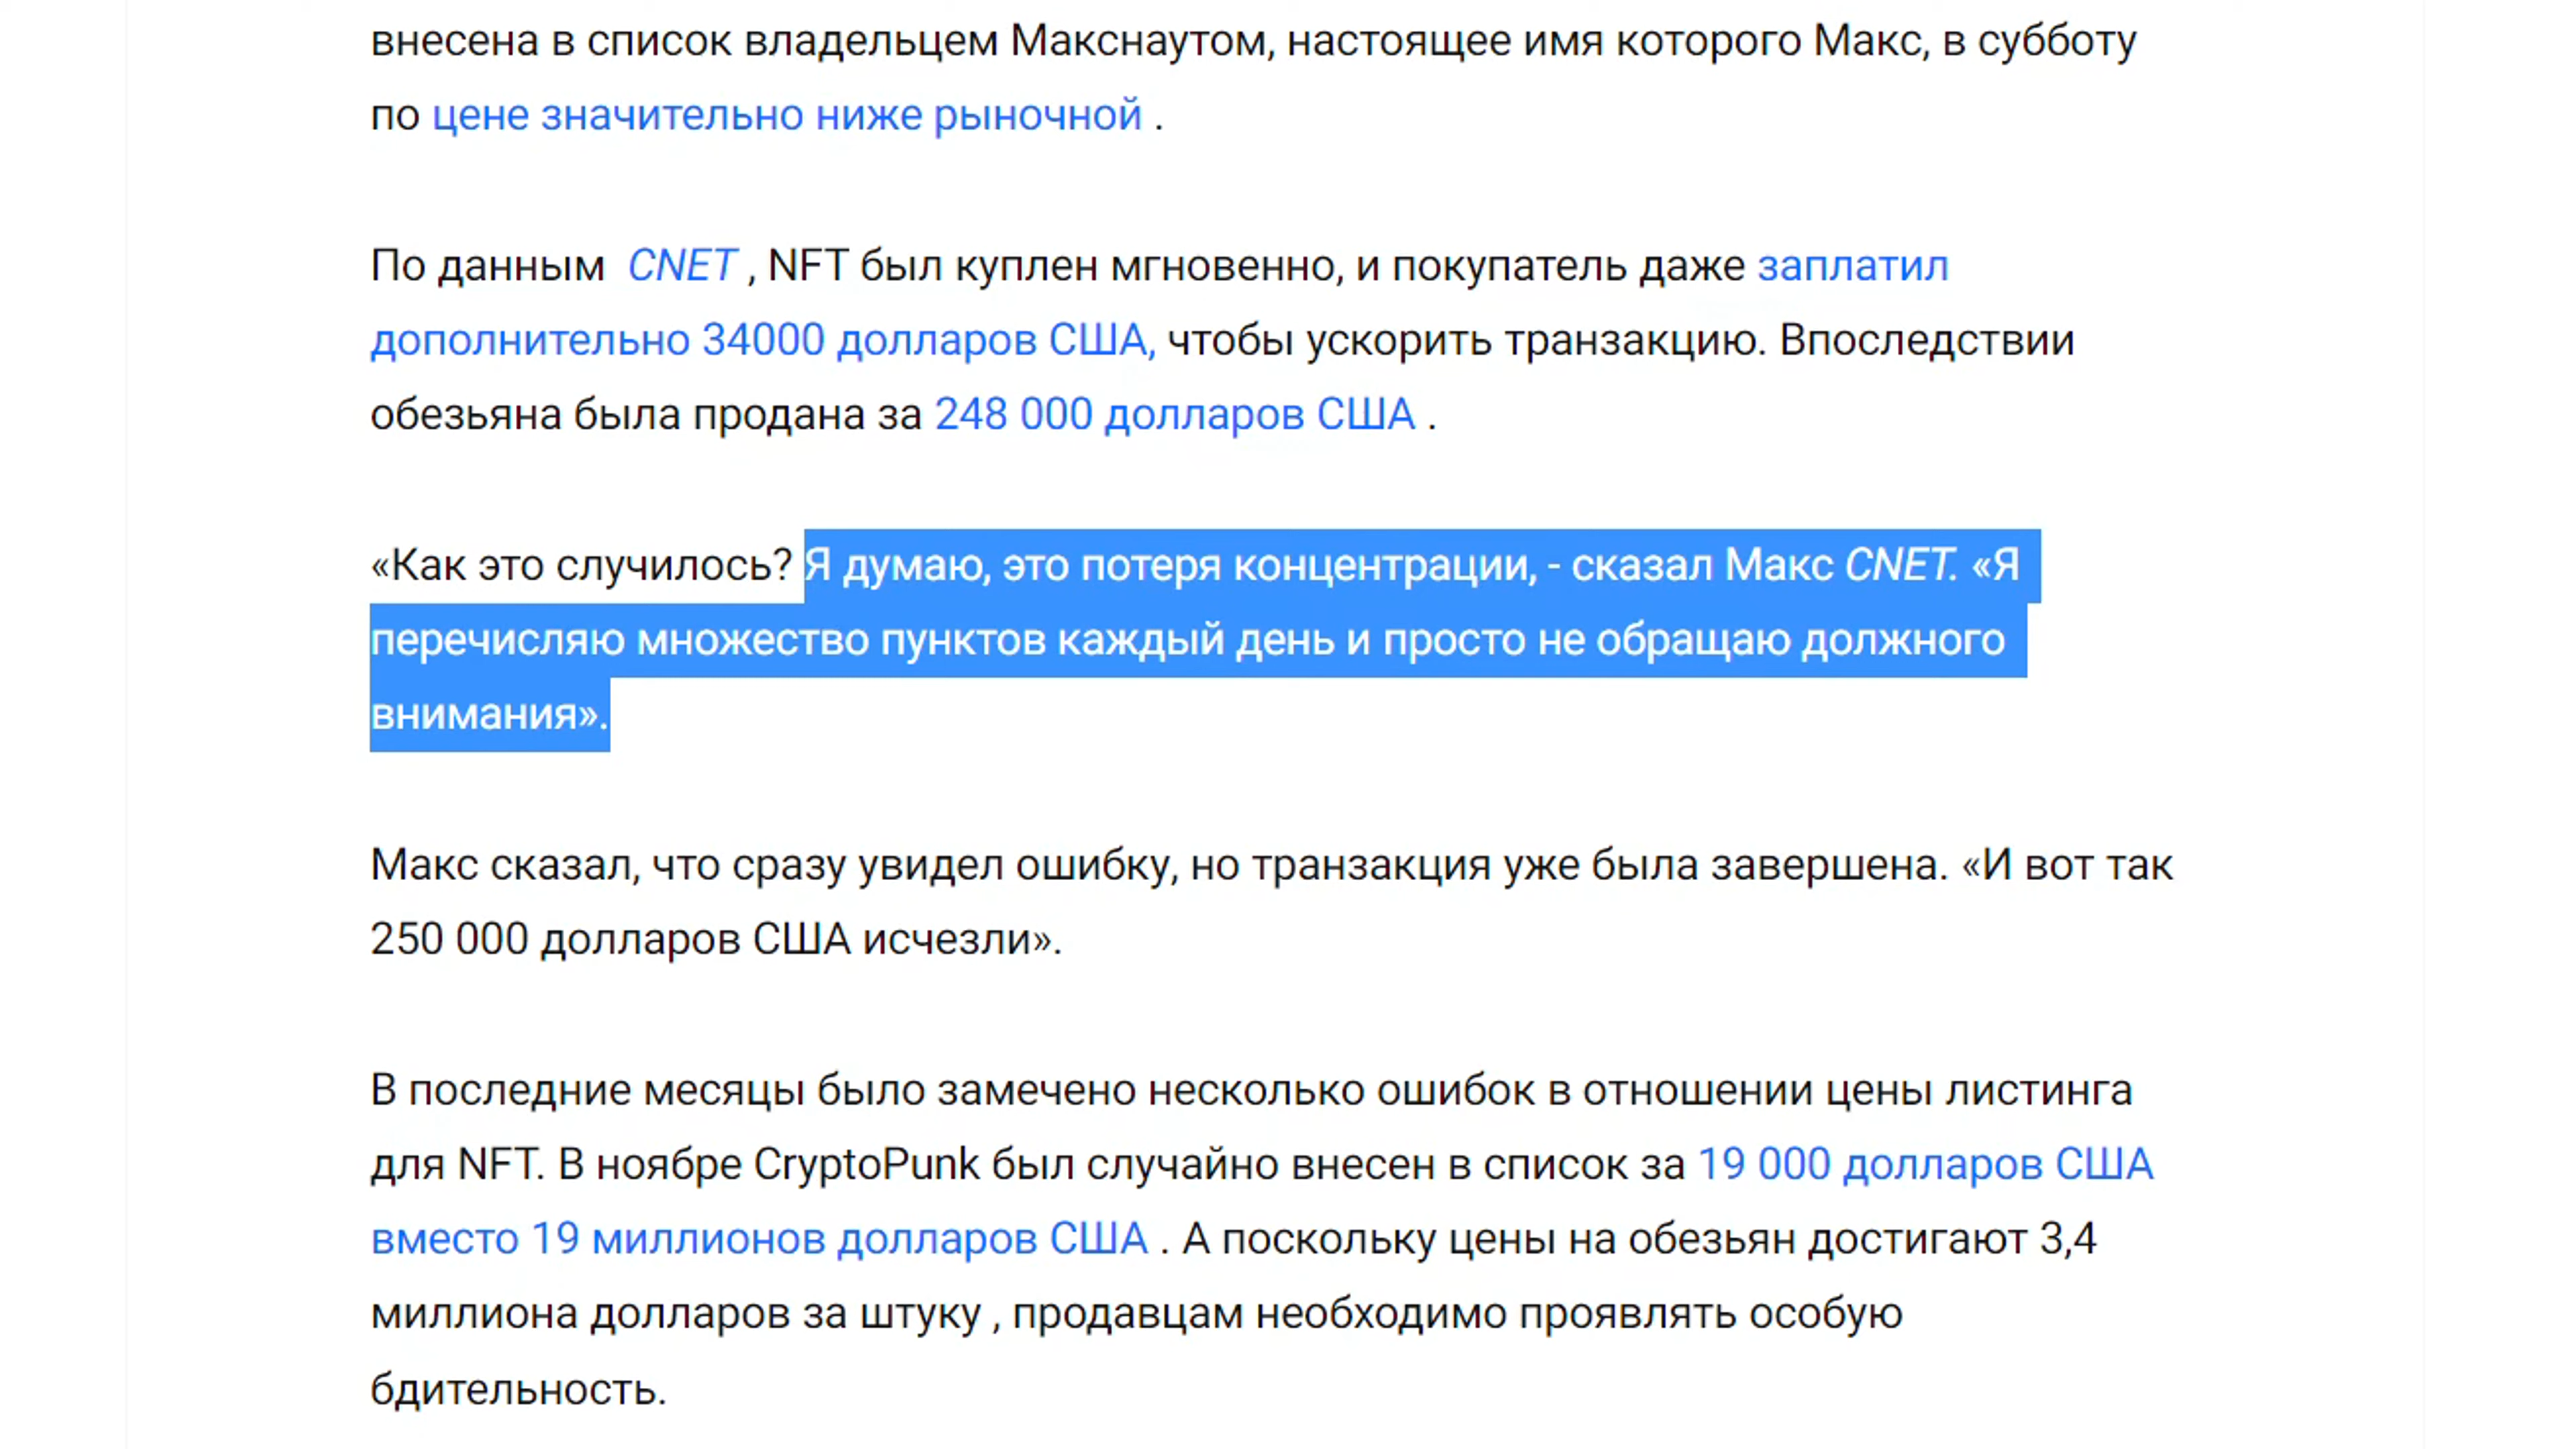 внесена в список владельцем Макснаутом, настоящее имя которого Макс, в субботу
по цене значительно ниже рыночной .
По данным CNET , NFT был куплен мгновенно, и покупатель даже заплатил
дополнительно 34000 долларов США, чтобы ускорить транзакцию. Впоследствии
обезьяна была продана за 248 000 долларов США .
«Как это случилось? Я думаю, это потеря концентрации, - сказал Макс CNET. «Я
перечисляю множество пунктов каждый день и просто не обращаю должного
внимания».
Макс сказал, что сразу увидел ошибку, но транзакция уже была завершена. «И вот так
250 000 долларов США исчезли».
В последние месяцы было замечено несколько ошибок в отношении цены листинга
для NFT. В ноябре CryptoPunk был случайно внесен в список за 19 000 долларов США
вместо 19 миллионов долларов США . А поскольку цены на обезьян достигают 3,4
миллиона долларов за штуку , продавцам необходимо проявлять особую
бдительность.